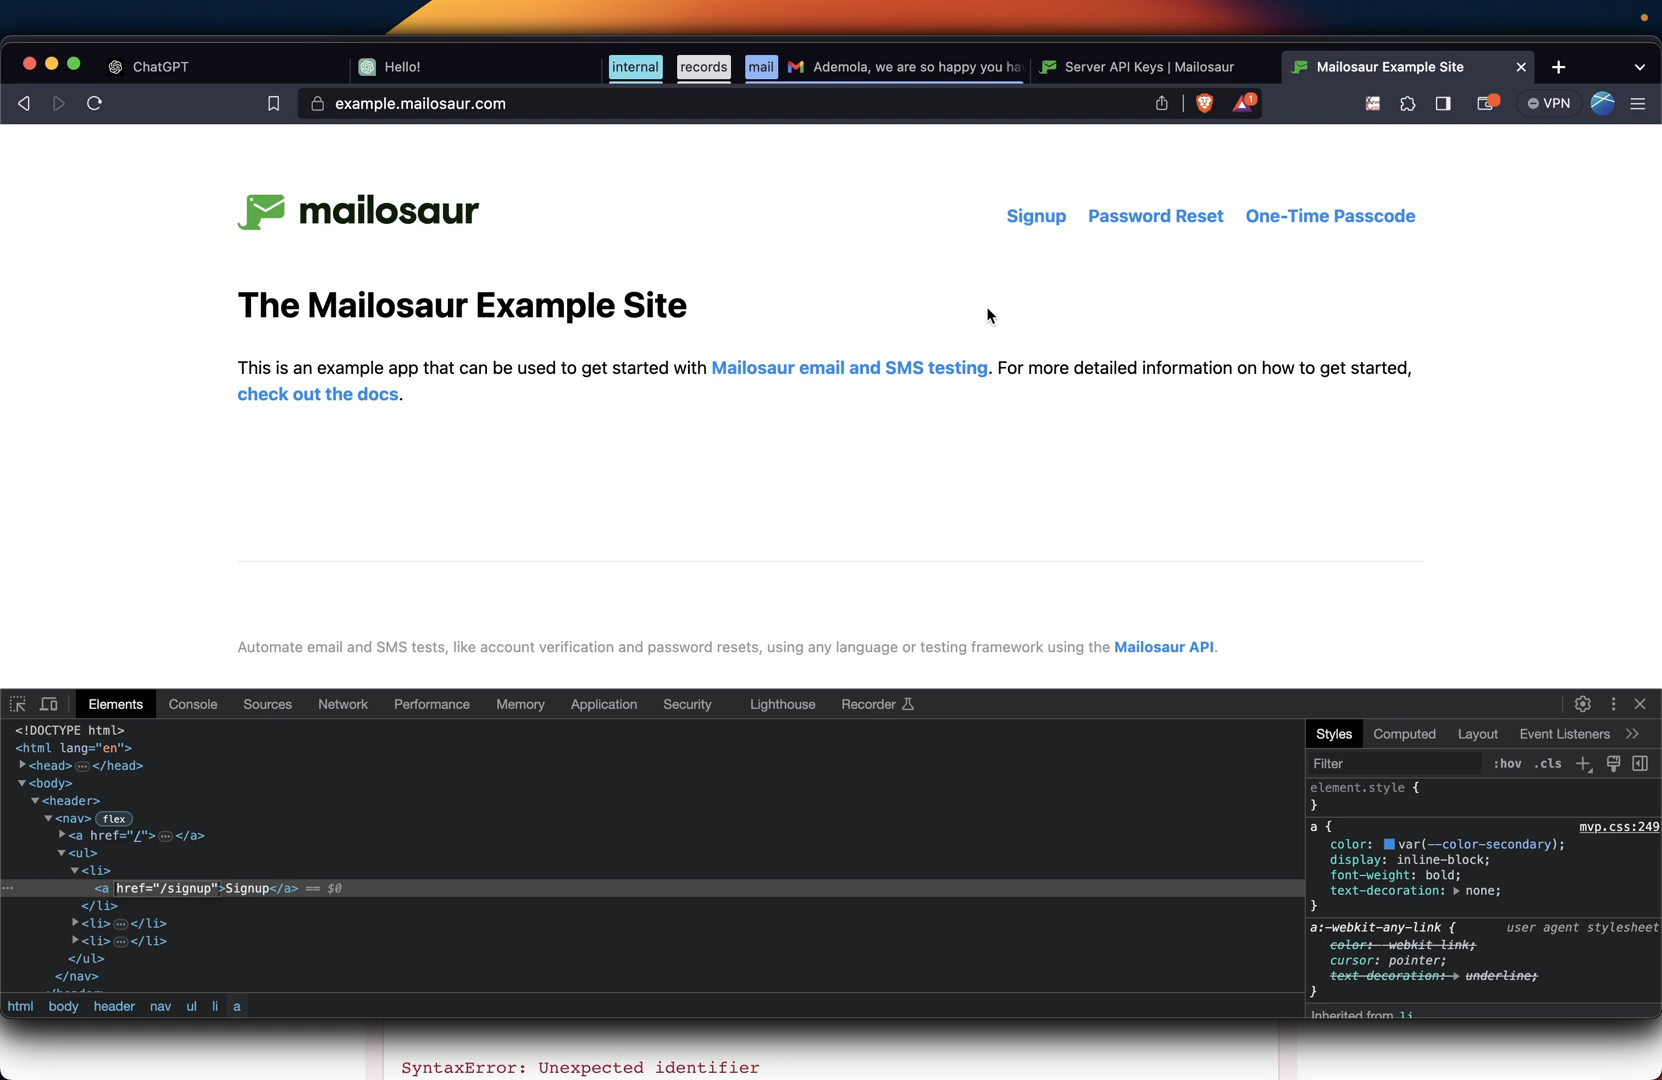 ChatGPT
Hello!
internal
records
mail
Ademola, we are so happy you ha
Server API Keys | Mailosaur
Mailosaur Example Site
example.mailosaur.com
1
VPN
mailosaur
Signup
Password Reset
One-Time Passcode
The Mailosaur Example Site
This is an example app that can be used to get started with Mailosaur email and SMS testing. For more detailed information on how to get started,
check out the docs.
Automate email and SMS tests, like account verification and password resets, using any language or testing framework using the Mailosaur API.
Elements
Console
Sources
Network
Performance
Memory
Application
Security
Lighthouse
Recorder
<!DOCTYPE html>
<html lang="en">
<head>…</head>
<body>
<header>
<nav> flex
<a href="/">…</a>
<ul>
<li>
<a href="/signup">Signup</a> == $0
</li>
<li>…</li>
<li>…</li>
</ul>
</nav>
</header>
html body header nav ul li a
Styles
Computed
Layout
Event Listeners
Filter
:hov
.cls
element.style {
}
a {
mvp.css:249
color: var(--color-secondary);
display: inline-block;
font-weight: bold;
text-decoration: none;
}
a:-webkit-any-link {
user agent stylesheet
color: -webkit-link;
cursor: pointer;
text-decoration: underline;
}
Inherited from li
SyntaxError: Unexpected identifier